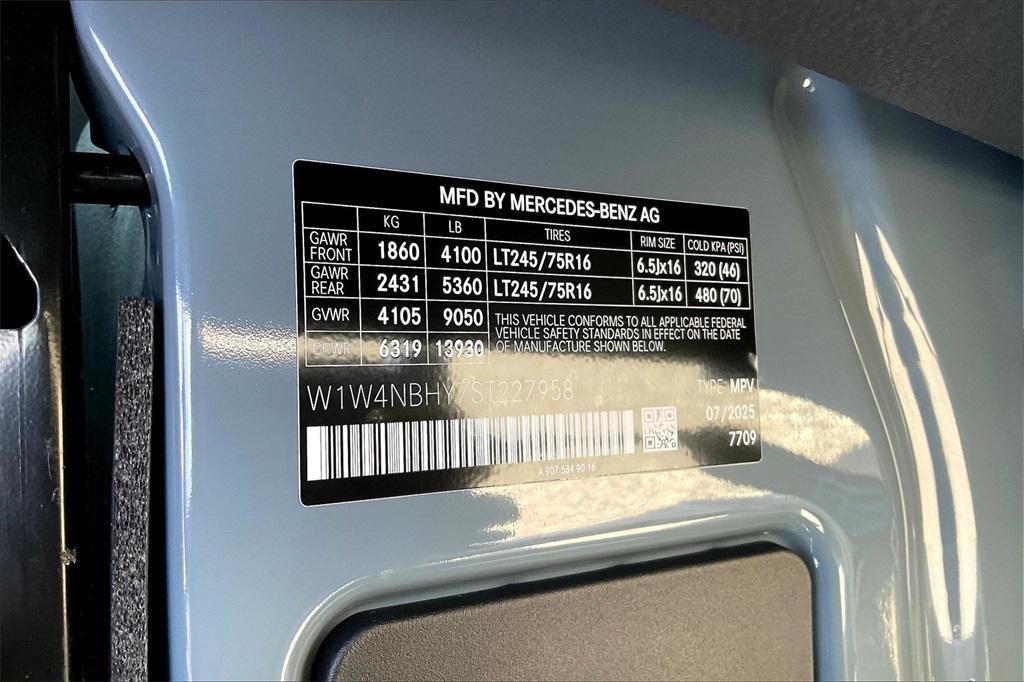 MFD BY MERCEDES-BENZ AG
KG LB TIRES RIM SIZE COLD KPA (PSI)
GAWR FRONT 1860 4100 LT245/75R16 6.5Jx16 320 (46)
GAWR REAR 2431 5360 LT245/75R16 6.5Jx16 480 (70)
GVWR 4105 9050
GCWR 6319 13930
THIS VEHICLE CONFORMS TO ALL APPLICABLE FEDERAL
VEHICLE SAFETY STANDARDS IN EFFECT ON THE DATE
OF MANUFACTURE SHOWN BELOW.
W1W4NBHY7ST227958
TYPE: MPV
07/2025
7709
A 907 584 90 16